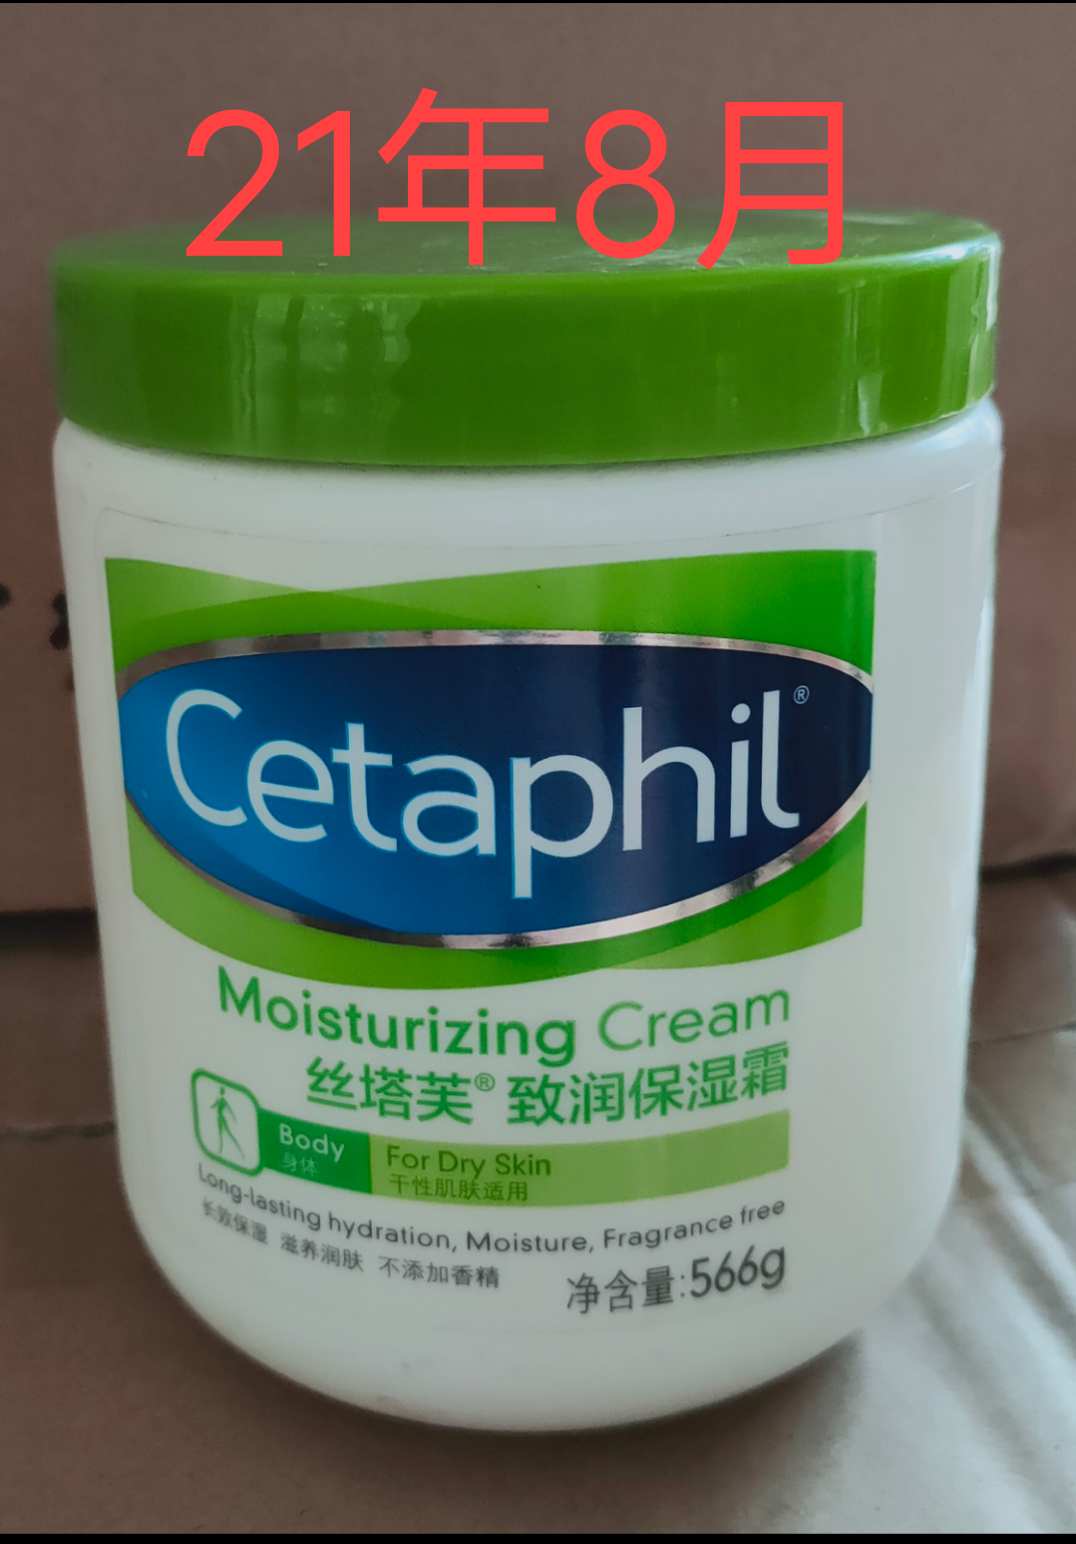 21年8月
Cetaphil®
Moisturizing Cream
丝塔芙® 致润保湿霜
Body
身体
For Dry Skin
干性肌肤适用
Long-lasting hydration, Moisture, Fragrance free
长效保湿 滋养润肤 不添加香精
净含量:566g